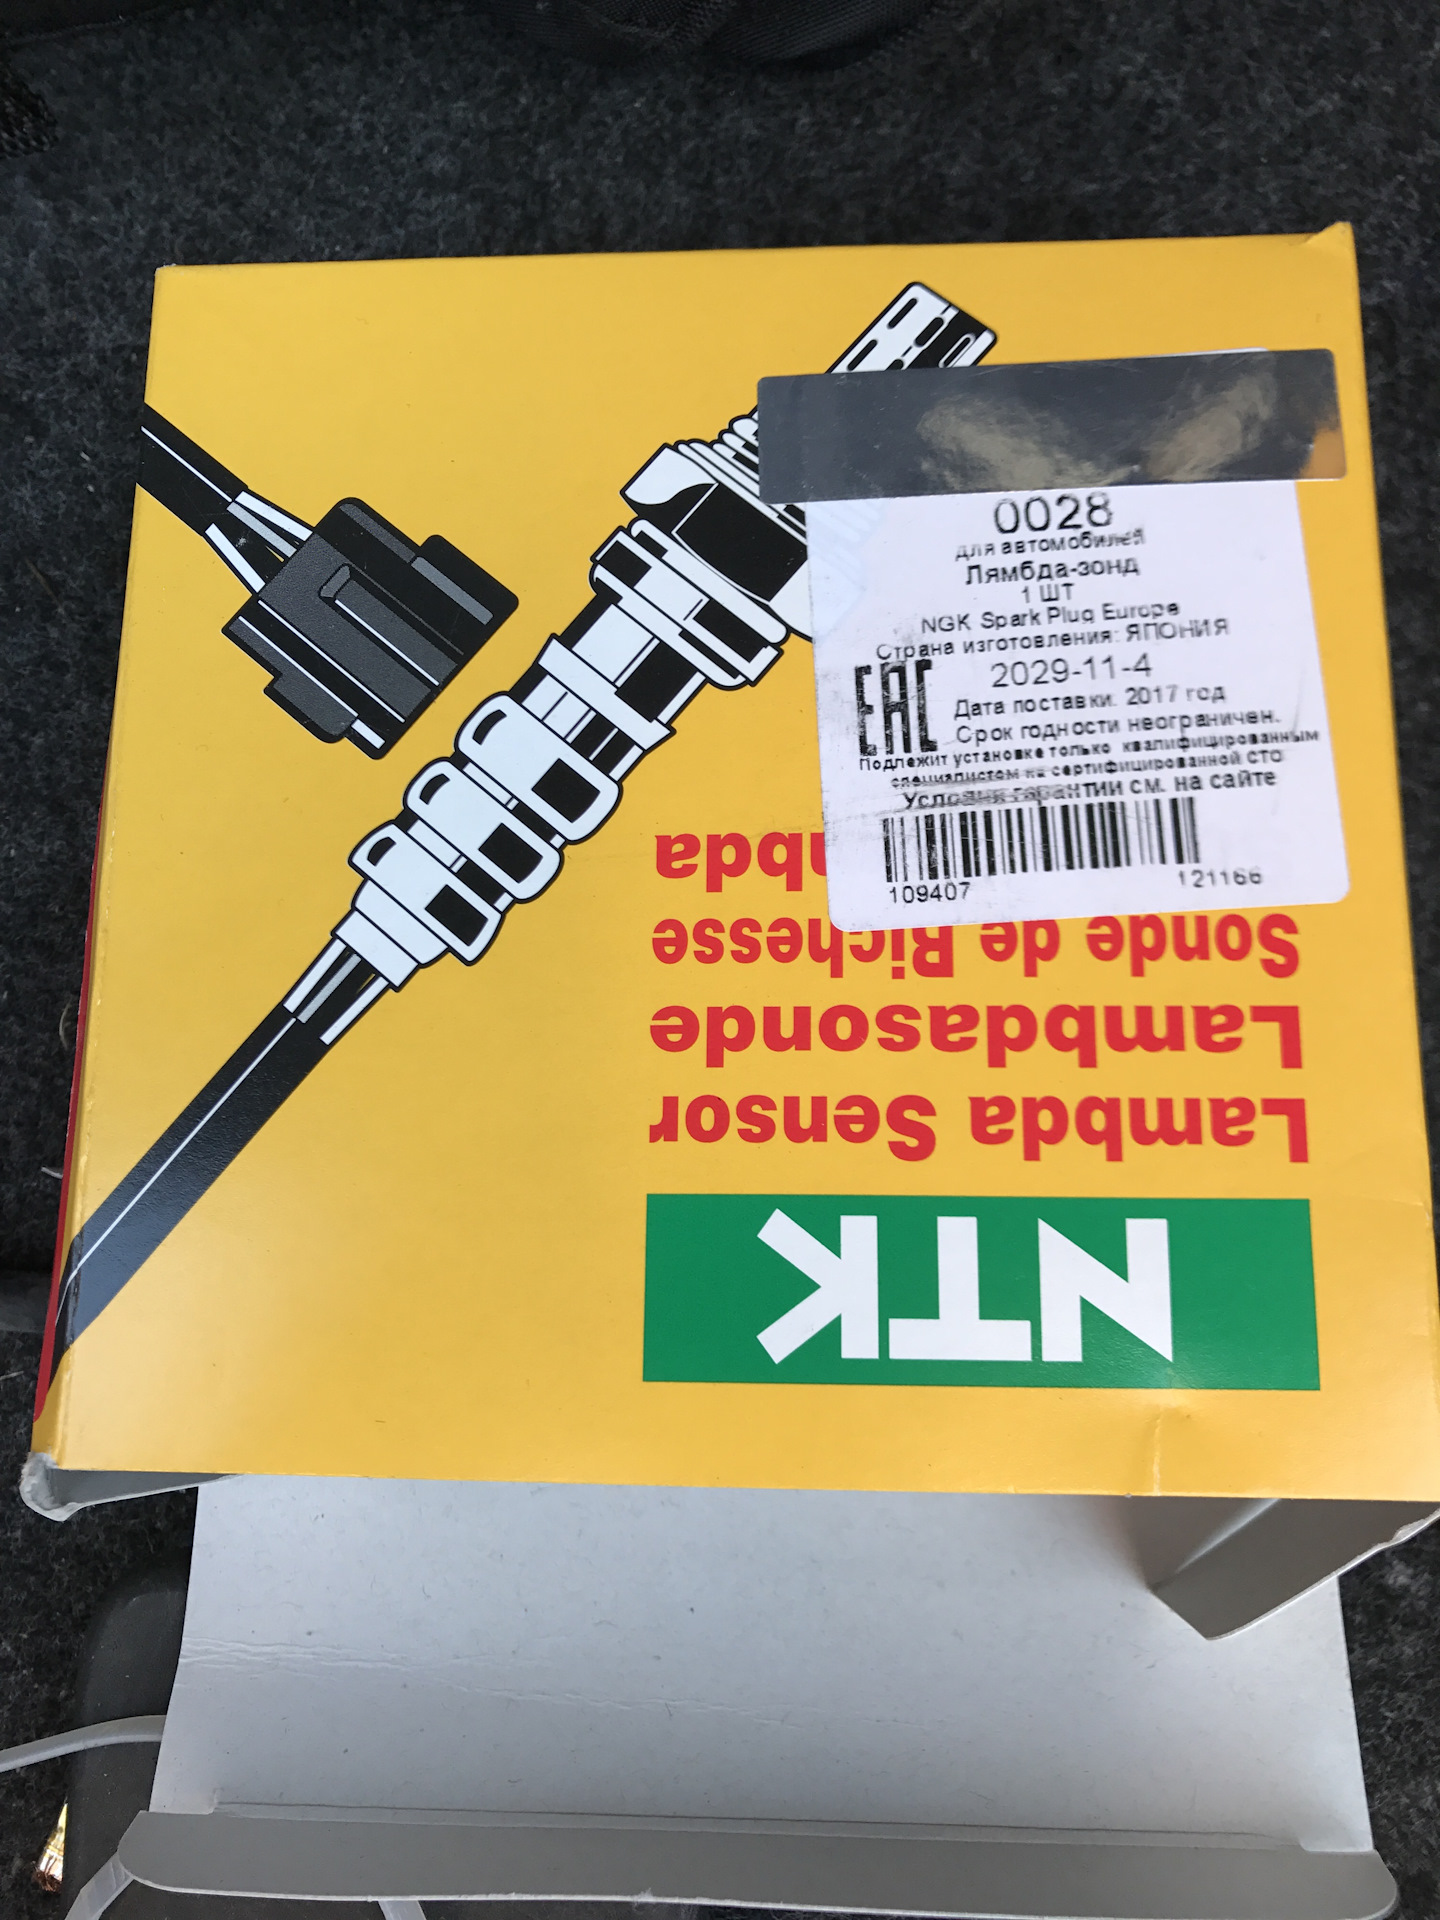 0028
для автомобилей
Лямбда-зонд
1 ШТ
NGK Spark Plug Europe
Страна изготовления: ЯПОНИЯ
EAC
2029-11-4
Дата поставки. 2017 год
Срок годности неограничен.
Подлежит установке только квалифицированным
специалистом на сертифицированной СТО
Условия гарантии см. на сайте
109407
121166
NTK
Lambda Sensor
Lambdasonde
Sonde de Richesse